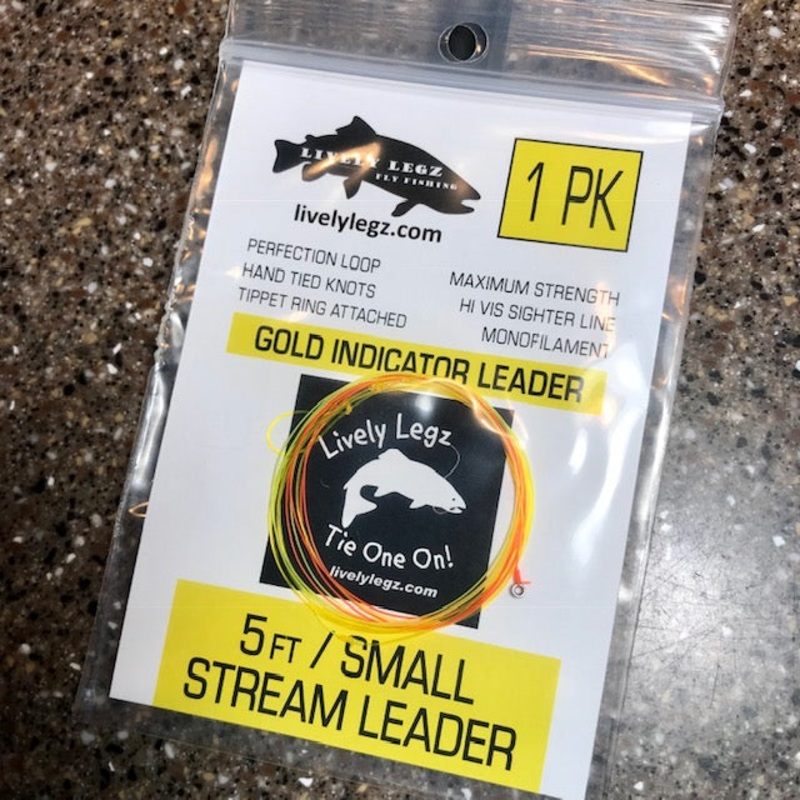 LIVELY LEGZ
FLY FISHING
livelylegz.com
1 PK
PERFECTION LOOP
HAND TIED KNOTS
TIPPET RING ATTACHED
MAXIMUM STRENGTH
HI VIS SIGHTER LINE
MONOFILAMENT
GOLD INDICATOR LEADER
Lively Legz
Tie One On!
livelylegz.com
5 FT / SMALL
STREAM LEADER